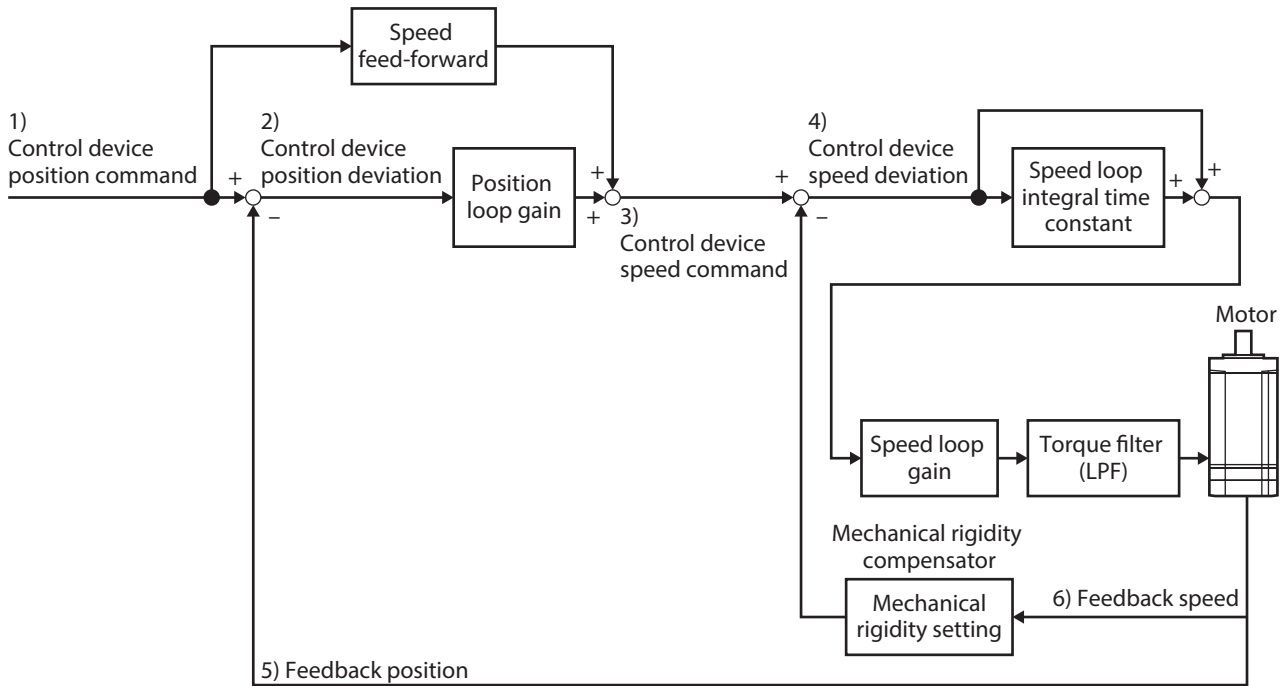 Speed
feed-forward
1)
Control device
position command
+
−
2)
Control device
position deviation
Position
loop gain
+
+
3)
Control device
speed command
+
−
4)
Control device
speed deviation
Speed loop
integral time
constant
+
+
Motor
Speed loop
gain
Torque filter
(LPF)
Mechanical rigidity
compensator
Mechanical
rigidity setting
6) Feedback speed
5) Feedback position